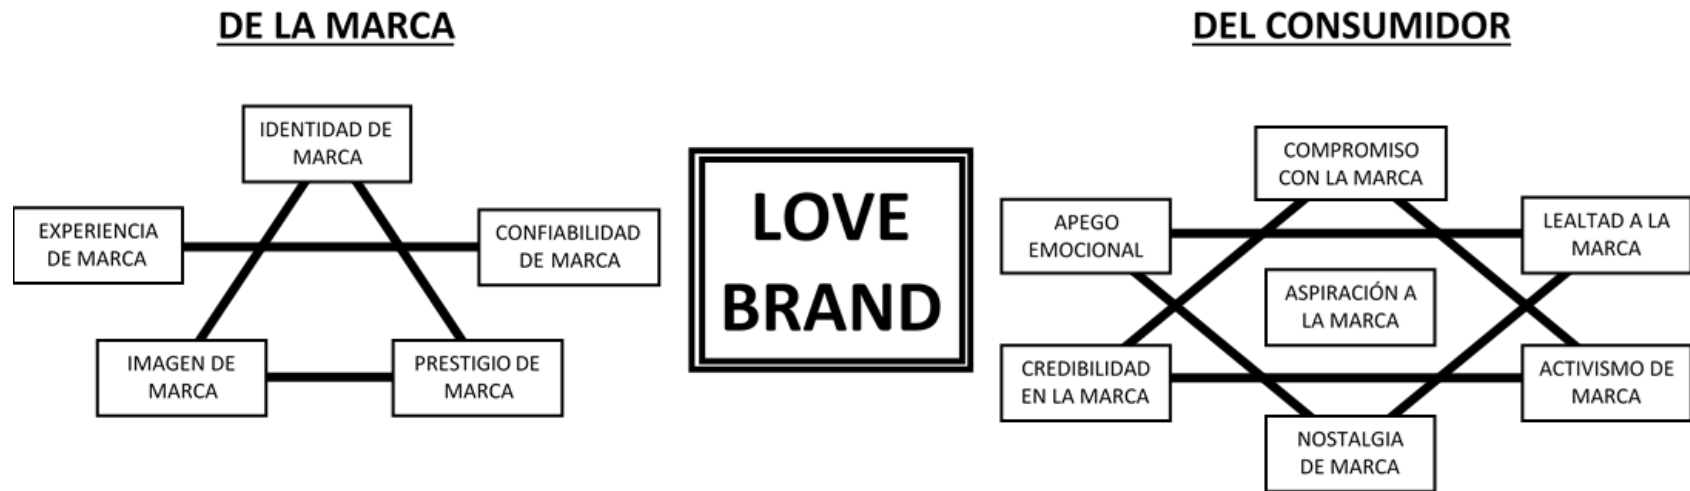 DE LA MARCA
IDENTIDAD DE
MARCA
EXPERIENCIA
DE MARCA
CONFIABILIDAD
DE MARCA
IMAGEN DE
MARCA
PRESTIGIO DE
MARCA
LOVE
BRAND
DEL CONSUMIDOR
COMPROMISO
CON LA MARCA
APEGO
EMOCIONAL
LEALTAD A LA
MARCA
ASPIRACIÓN A
LA MARCA
CREDIBILIDAD
EN LA MARCA
ACTIVISMO DE
MARCA
NOSTALGIA
DE MARCA